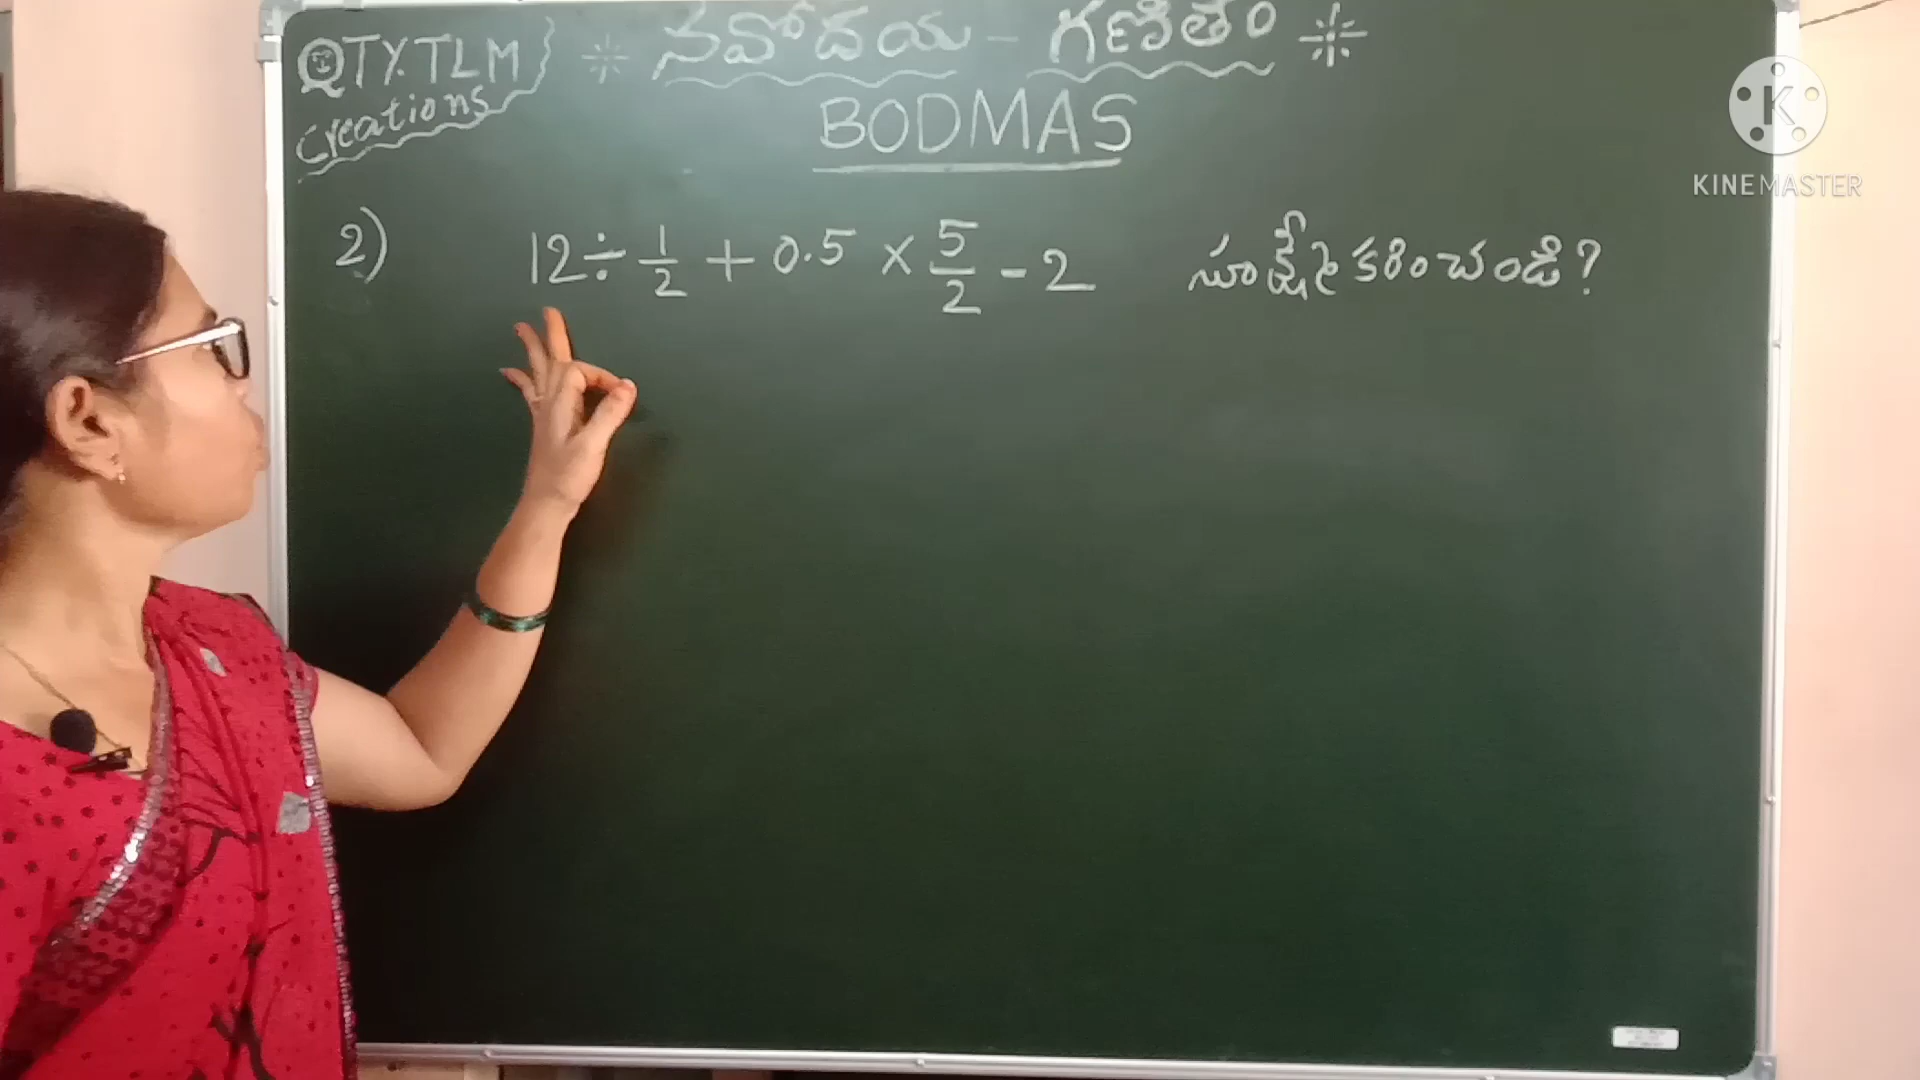 QTY.TLM
Creations
నవోదయ - గణితం
BODMAS
2) 12 ÷ 1/2 + 0.5 × 5/2 - 2 సూక్ష్మీకరించండి?
K
KINEMASTER